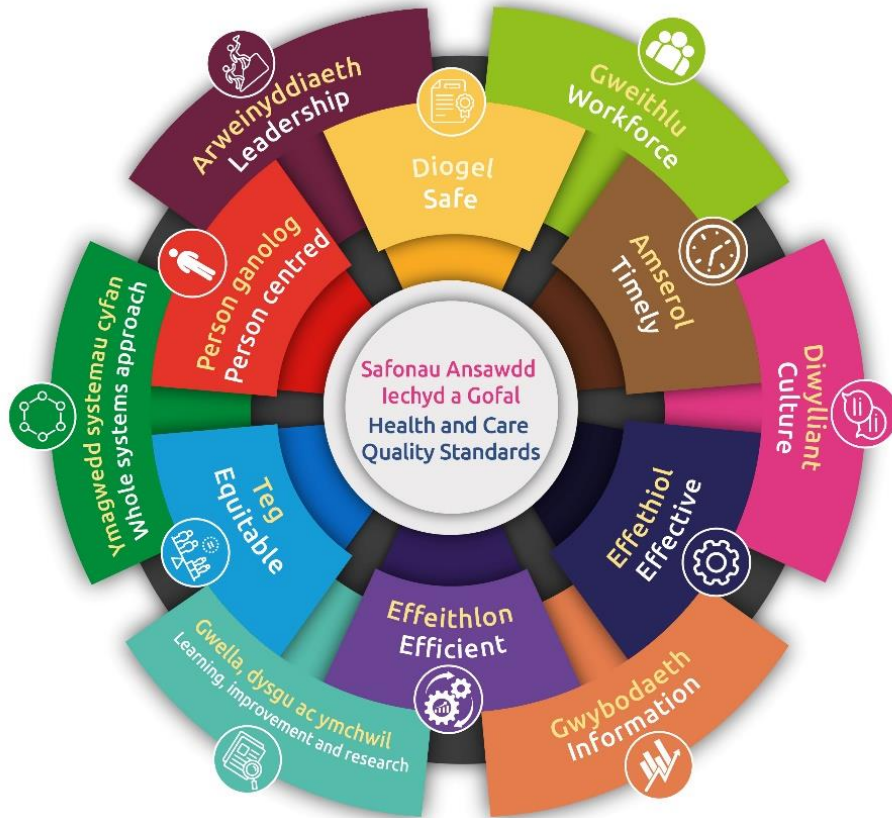 Safonau Ansawdd
Iechyd a Gofal
Health and Care
Quality Standards
Diogel
Safe
Amserol
Timely
Effethiol
Effective
Effeithlon
Efficient
Teg
Equitable
Person ganolog
Person centred
Arweinyddiaeth
Leadership
Gweithlu
Workforce
Diwylliant
Culture
Gwybodaeth
Information
Gwella, dysgu ac ymchwil
Learning, improvement and research
Ymagwedd systemau cyfan
Whole systems approach